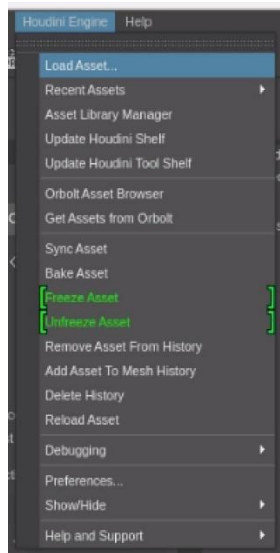 Houdini Engine Help
Load Asset...
Recent Assets
Asset Library Manager
Update Houdini Shelf
Update Houdini Tool Shelf
Orbolt Asset Browser
Get Assets from Orbolt
Sync Asset
Bake Asset
Freeze Asset
Unfreeze Asset
Remove Asset From History
Add Asset To Mesh History
Delete History
Reload Asset
Debugging
Preferences...
Show/Hide
Help and Support